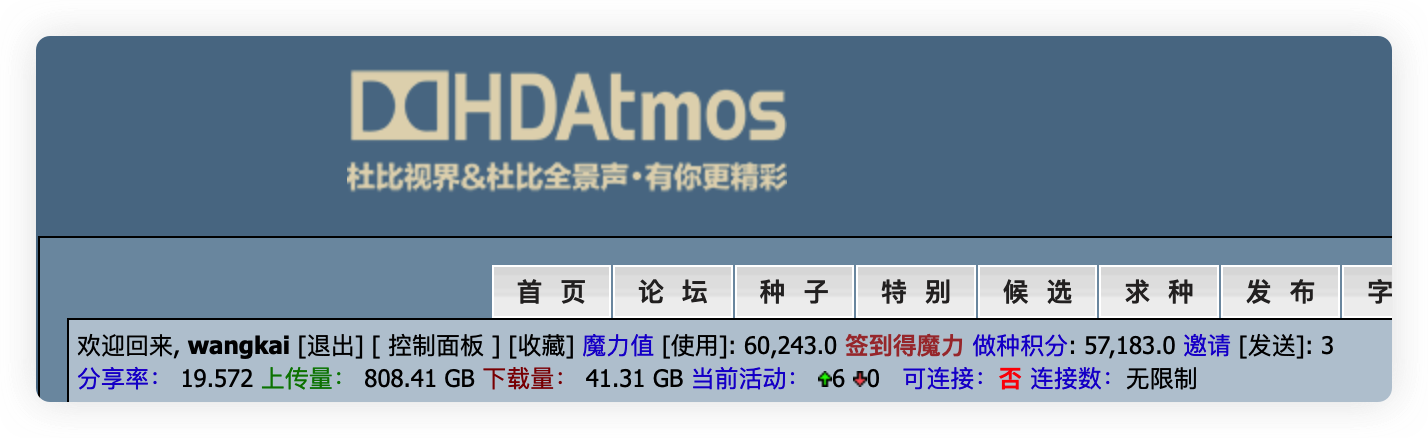 HDAtmos
杜比视界&杜比全景声·有你更精彩
首页 论坛 种子 特别 候选 求种 发布 字
欢迎回来, wangkai [退出] [ 控制面板 ] [收藏] 魔力值 [使用]: 60,243.0 签到得魔力 做种积分: 57,183.0 邀请 [发送]: 3
分享率： 19.572 上传量： 808.41 GB 下载量： 41.31 GB 当前活动： 6 0 可连接：否 连接数：无限制